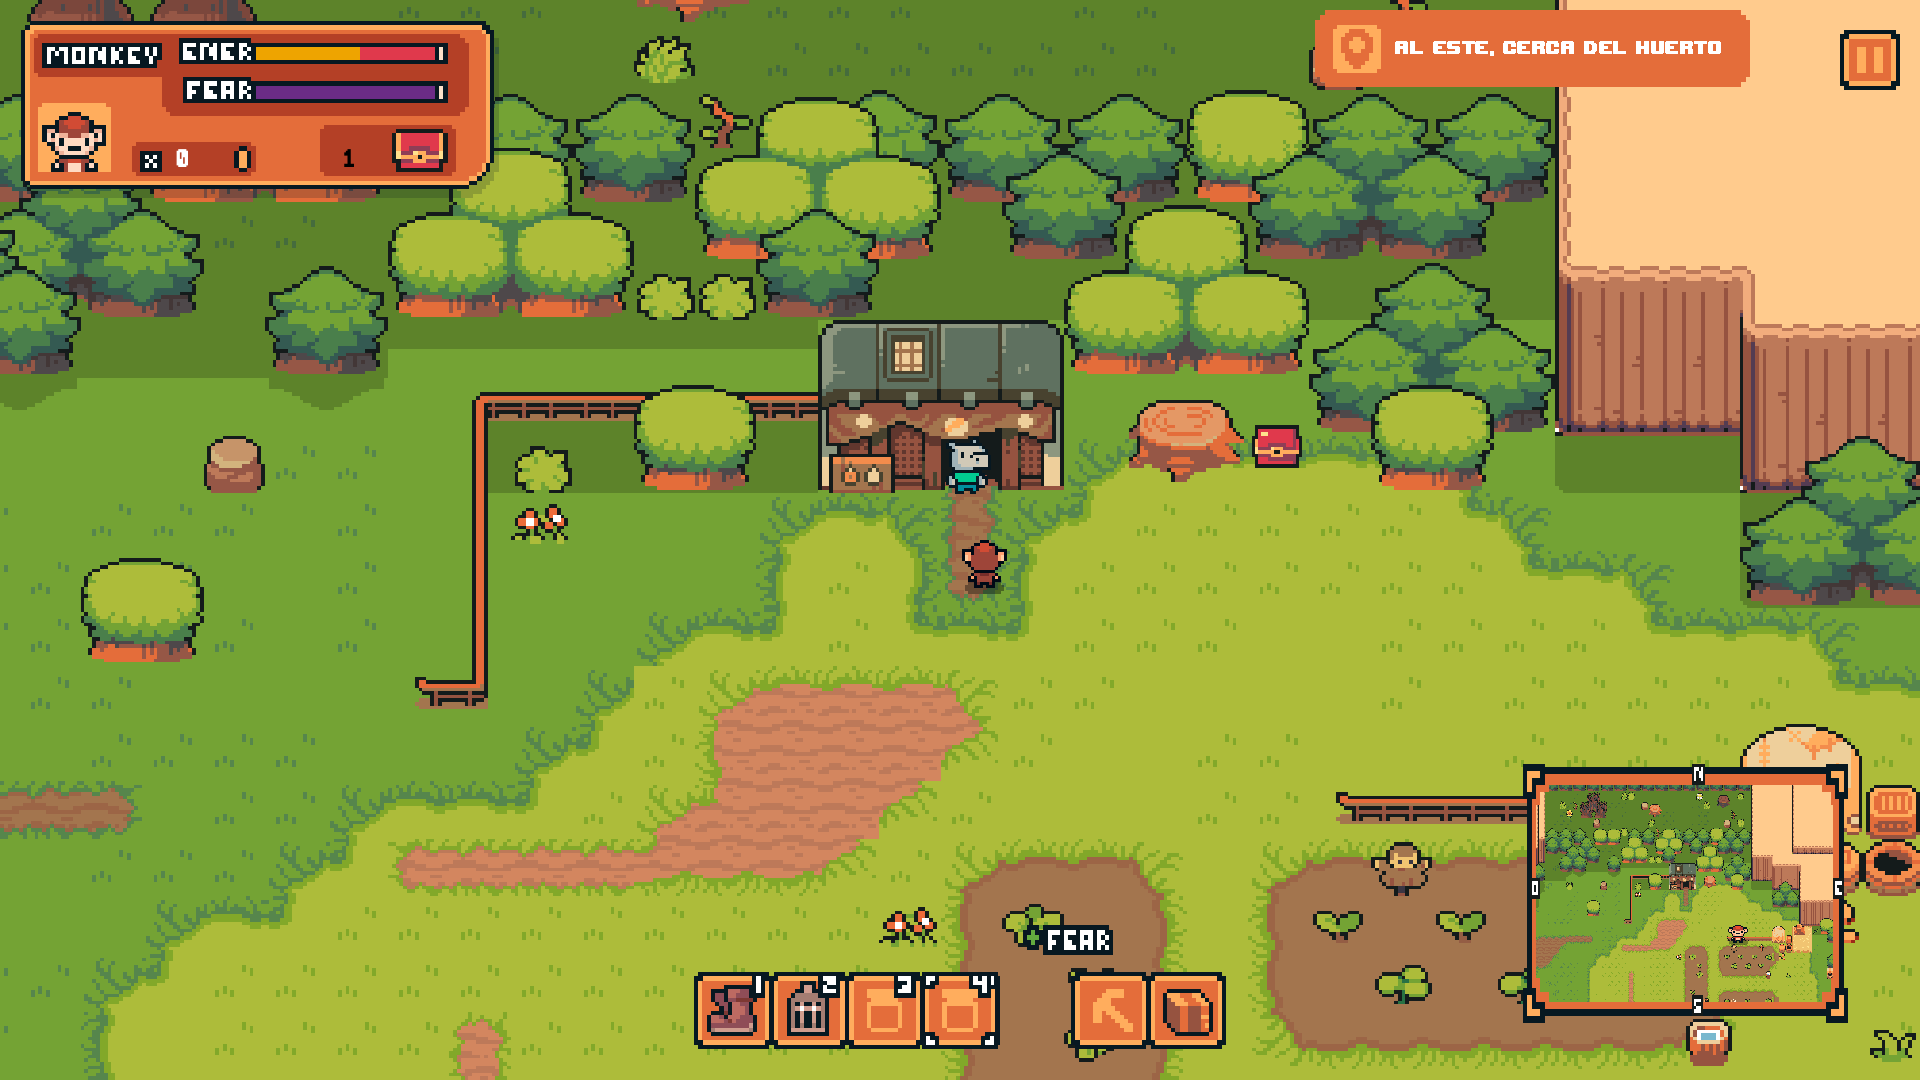 MONKEY
ENER
FEAR
x 0
1
AL ESTE, CERCA DEL HUERTO
+FEAR
1
2
3
4
N
O
E
S